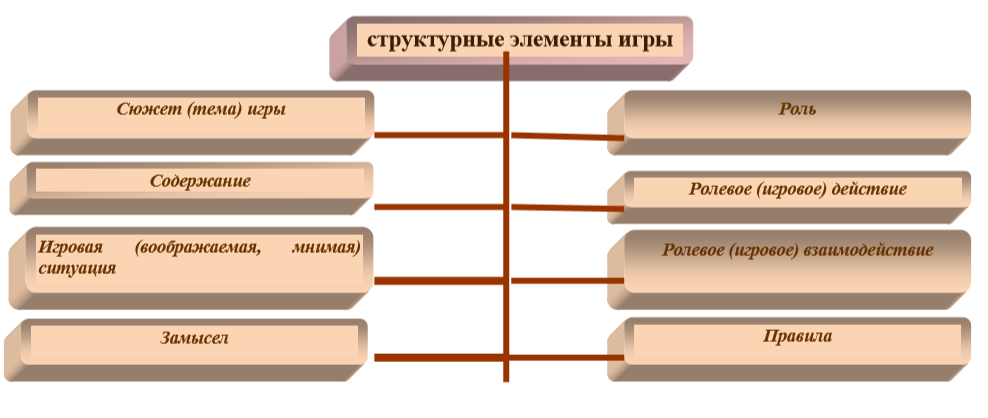 структурные элементы игры
Сюжет (тема) игры
Роль
Содержание
Ролевое (игровое) действие
Игровая (воображаемая, мнимая)
ситуация
Ролевое (игровое) взаимодействие
Замысел
Правила